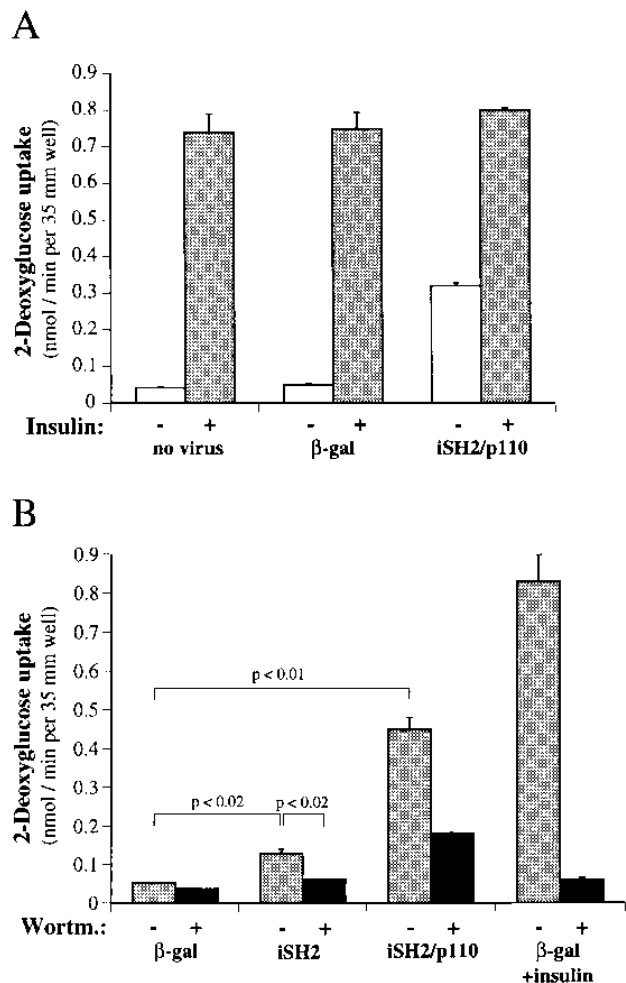 A
2-Deoxyglucose uptake
(nmol / min per 35 mm well)
0.9
0.8
0.7
0.6
0.5
0.4
0.3
0.2
0.1
0
Insulin: - + - + - +
no virus β-gal iSH2/p110
B
2-Deoxyglucose uptake
(nmol / min per 35 mm well)
0.9
0.8
0.7
0.6
0.5
0.4
0.3
0.2
0.1
0
p < 0.01
p < 0.02 p < 0.02
Wortm.: - + - + - + - +
β-gal iSH2 iSH2/p110 β-gal
+insulin